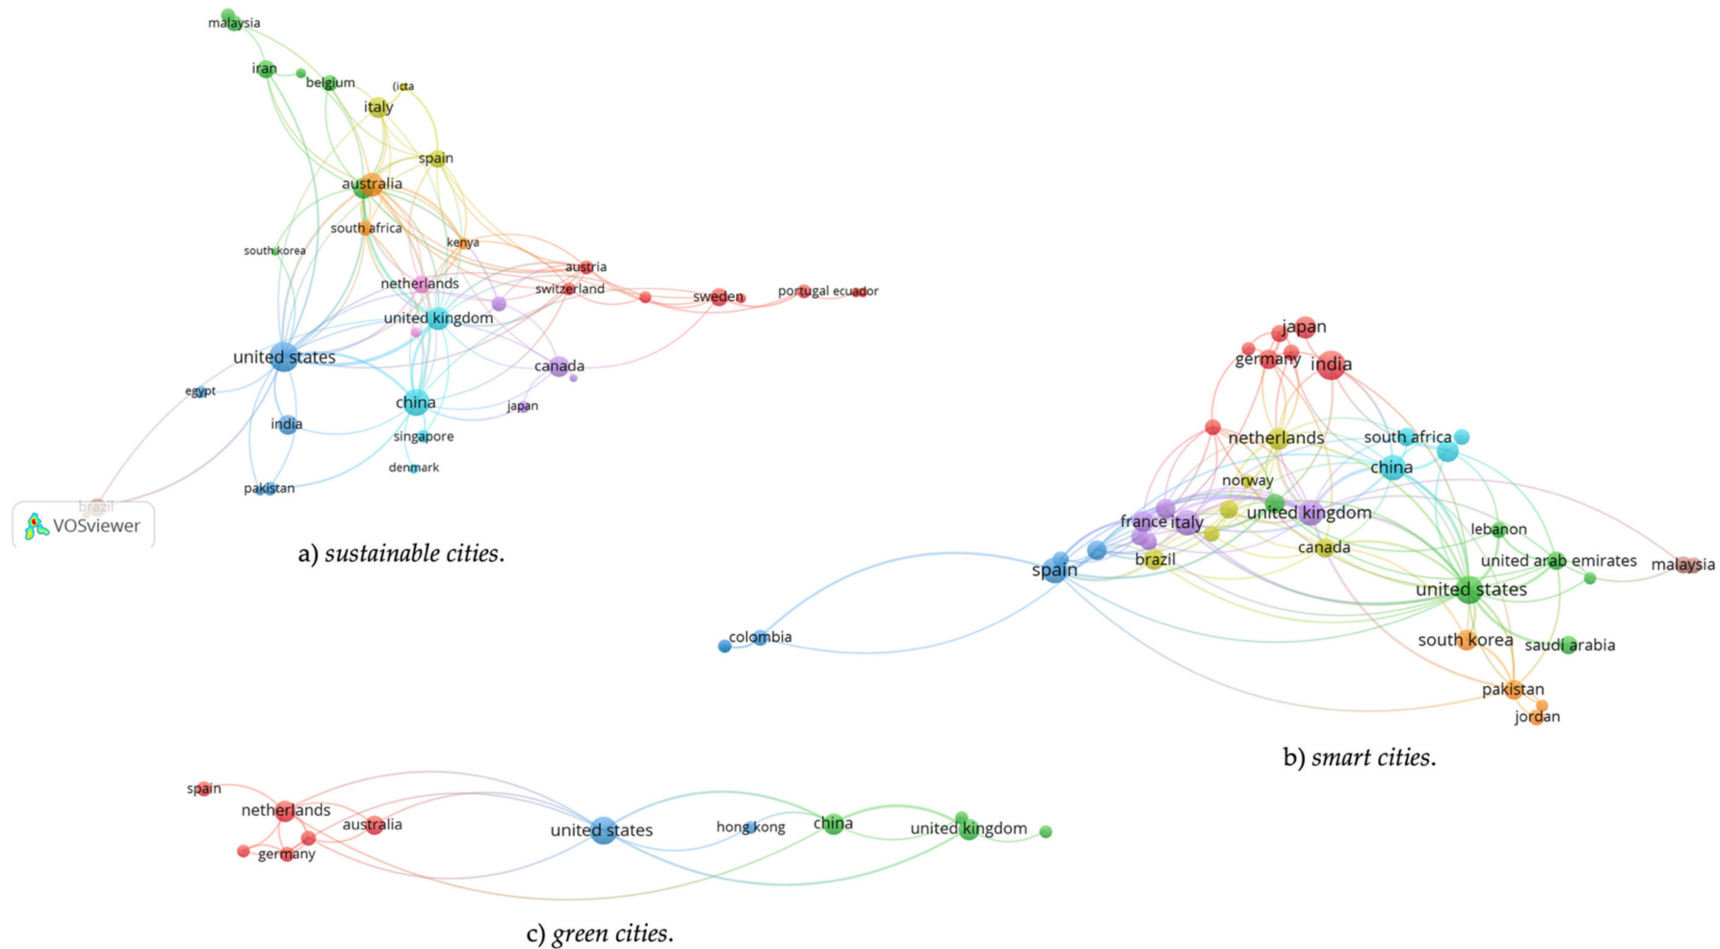 malaysia
iran
belgium
(icta
italy
spain
australia
south africa
kenya
south korea
austria
netherlands
switzerland
sweden
portugal ecuador
united kingdom
united states
canada
egypt
china
japan
india
singapore
denmark
pakistan
brazil
VOSviewer
a) sustainable cities.
japan
germany
india
netherlands
south africa
china
norway
france italy
united kingdom
lebanon
canada
brazil
united arab emirates
malaysia
spain
united states
colombia
south korea
saudi arabia
pakistan
jordan
b) smart cities.
spain
netherlands
australia
germany
united states
hong kong
china
united kingdom
c) green cities.